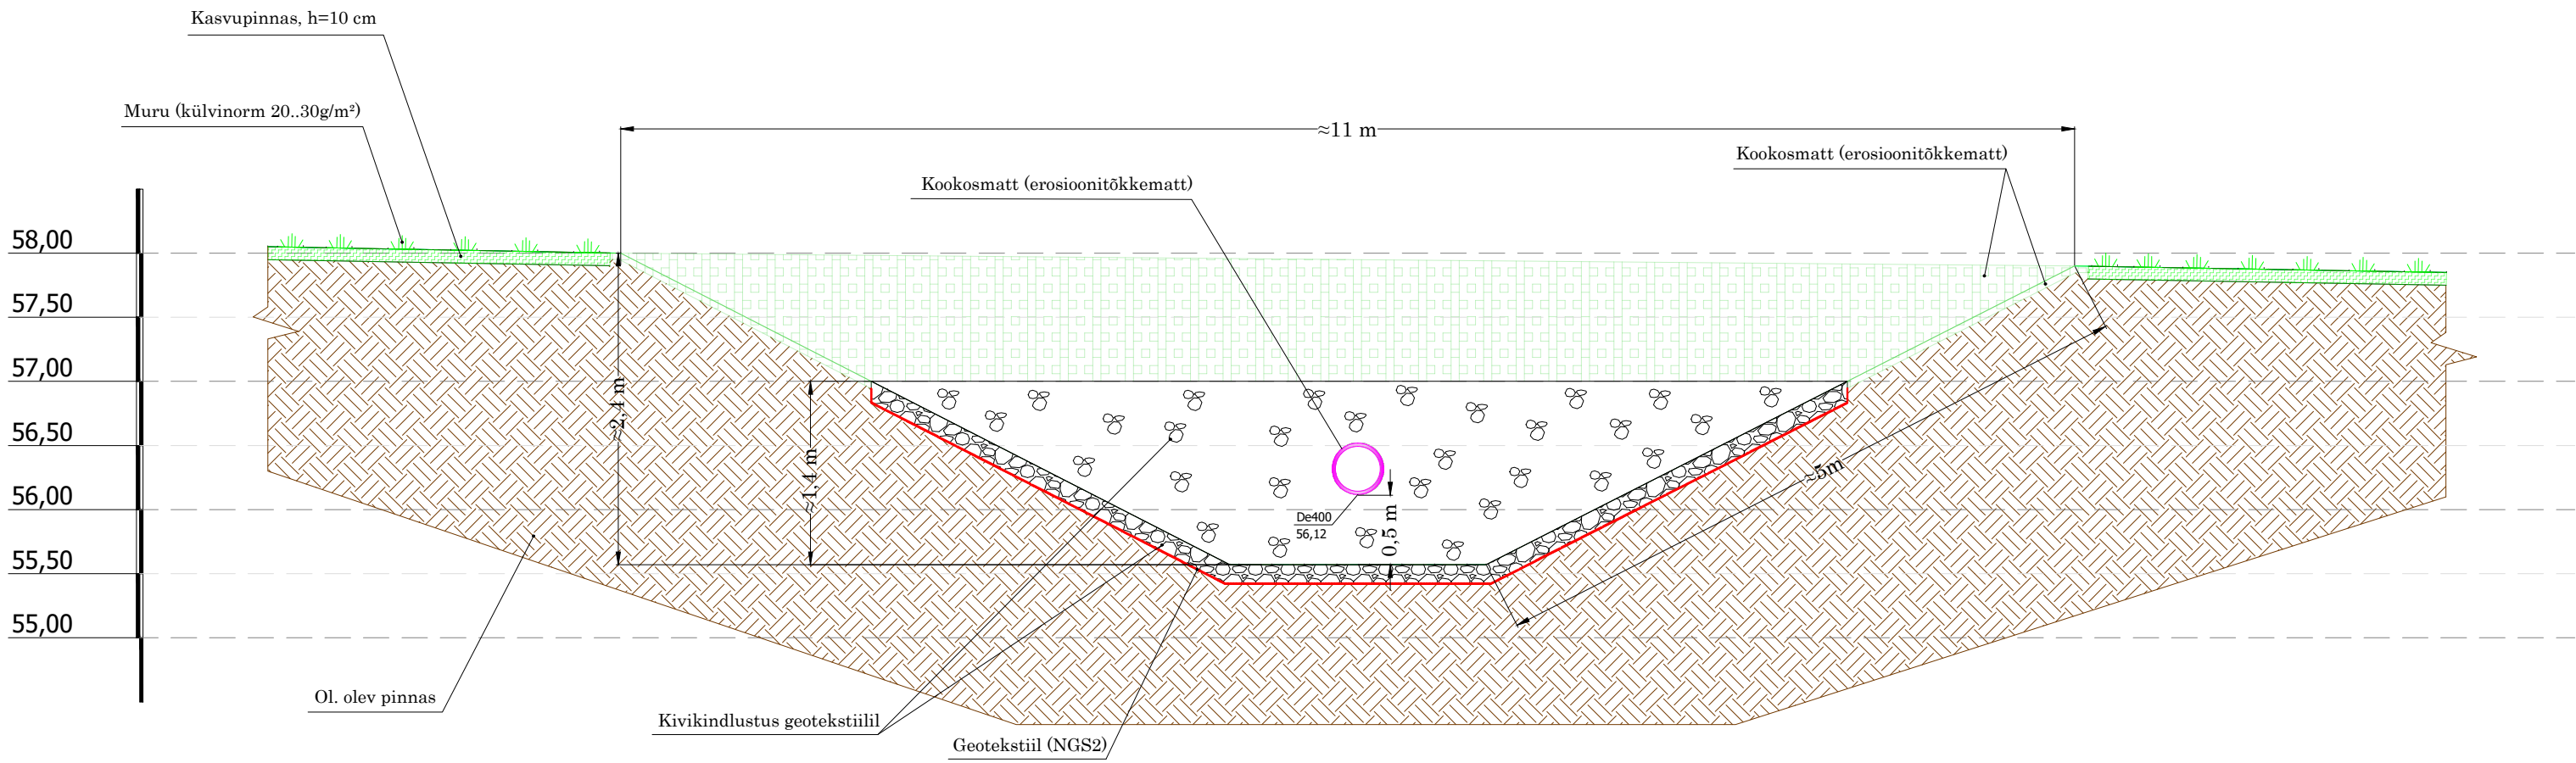 Kasvupinnas, h=10 cm
Muru (külvinorm 20..30g/m²)
≈11 m
Kookosmatt (erosioonitõkkematt)
Kookosmatt (erosioonitõkkematt)
58,00
57,50
57,00
56,50
56,00
55,50
55,00
≈2,4 m
≈1,4 m
≈5m
De400
56,12
0,5 m
Ol. olev pinnas
Kivikindlustus geotekstiilil
Geotekstiil (NGS2)